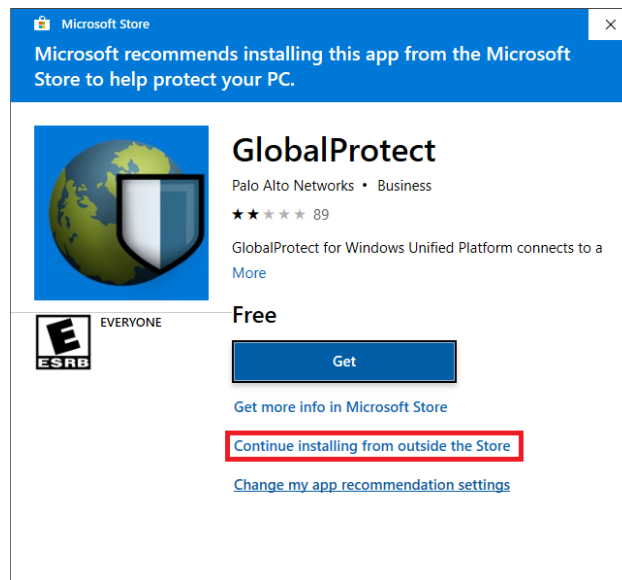 Microsoft Store
Microsoft recommends installing this app from the Microsoft
Store to help protect your PC.
GlobalProtect
Palo Alto Networks • Business
★★★★★ 89
GlobalProtect for Windows Unified Platform connects to a
More
Free
EVERYONE
E
ESRB
Get
Get more info in Microsoft Store
Continue installing from outside the Store
Change my app recommendation settings